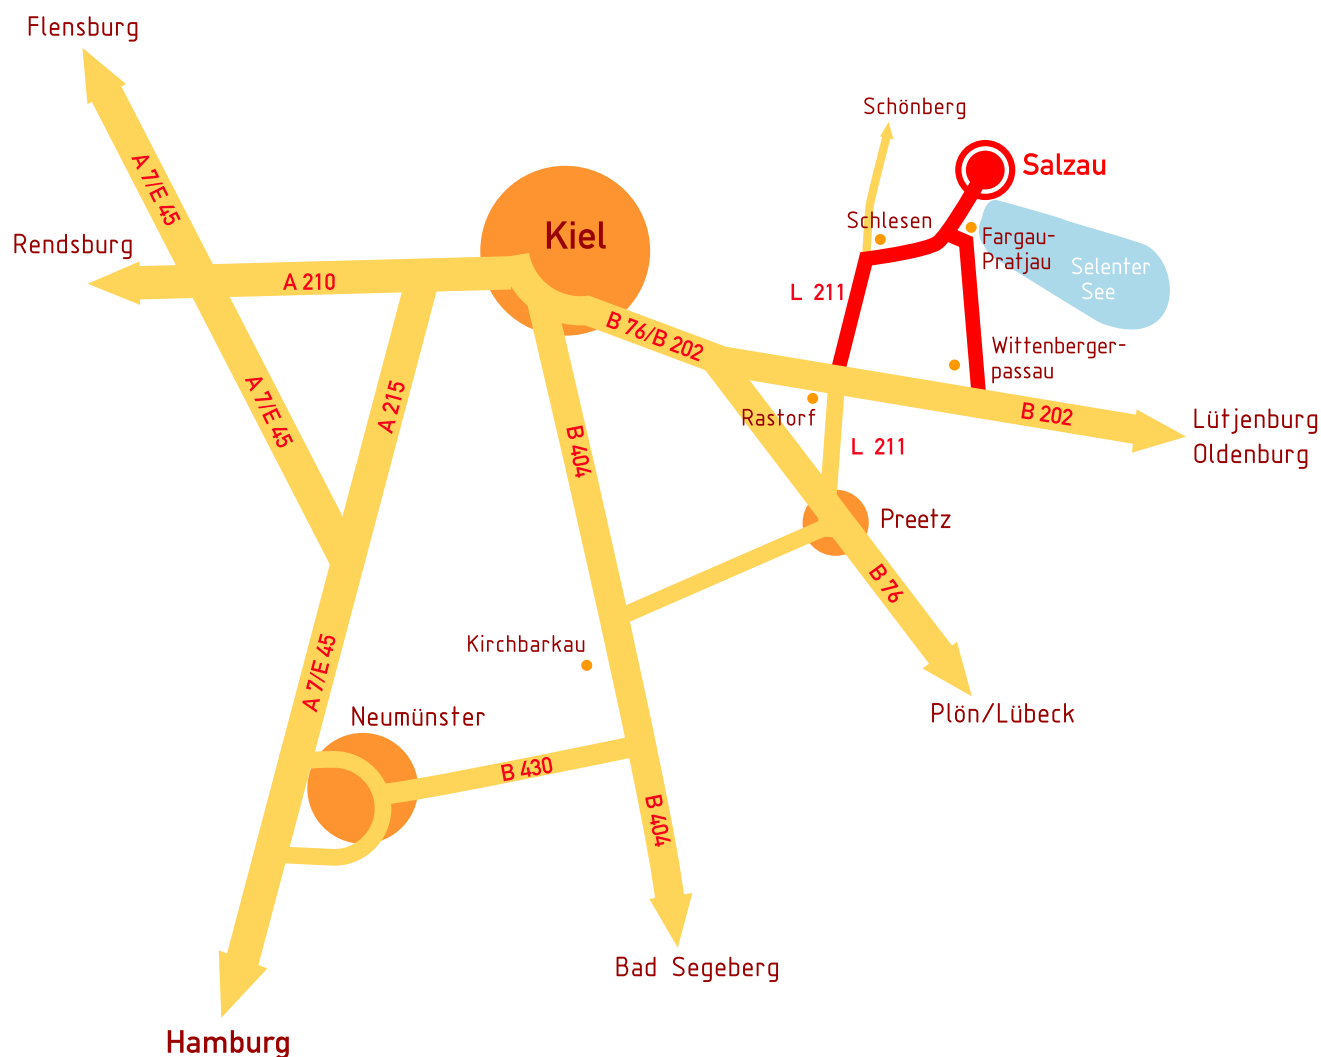 Flensburg
Schönberg
Salzau
A 7/E 45
Schlesen
Kiel
Fargau-
Pratjau
Rendsburg
Selenter
See
A 210
L 211
B 76/B 202
Wittenberger-
passau
A 7/E 45
A 215
Rastorf
B 202
Lütjenburg
Oldenburg
B 404
L 211
Preetz
B 76
Kirchbarkau
A 7/E 45
Neumünster
Plön/Lübeck
B 430
B 404
Bad Segeberg
Hamburg